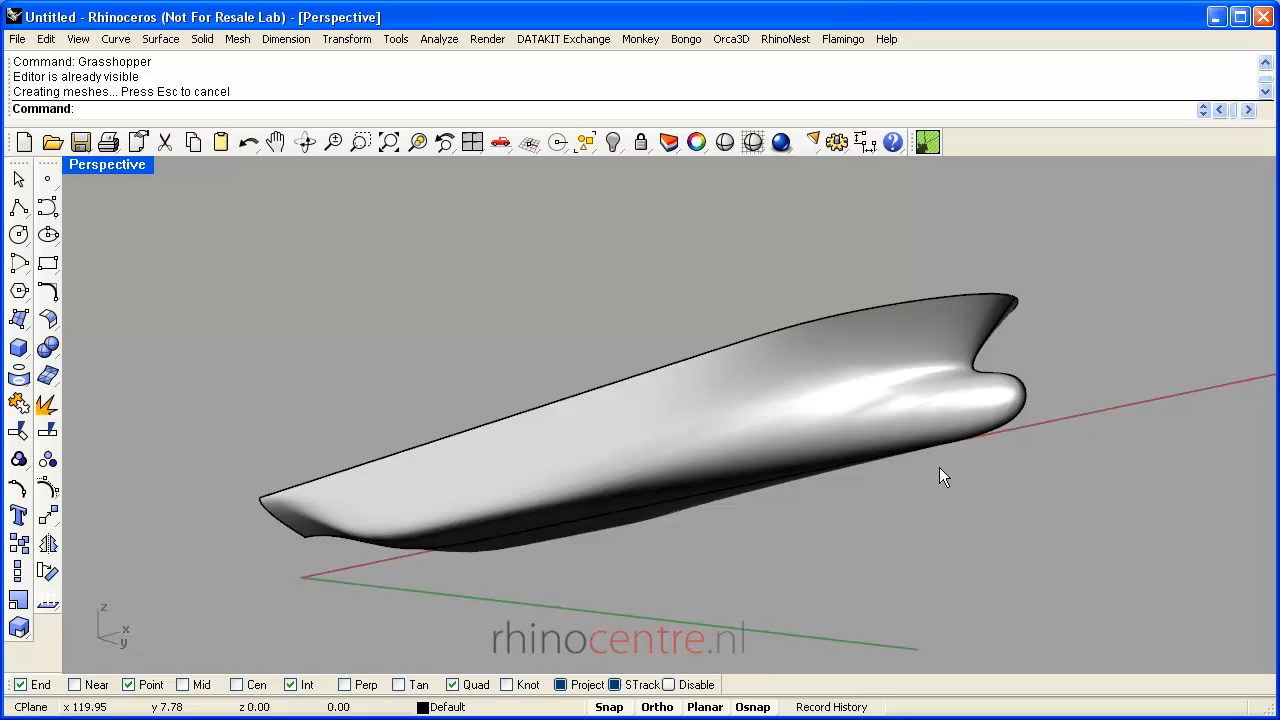 Untitled - Rhinoceros (Not For Resale Lab) - [Perspective]
File Edit View Curve Surface Solid Mesh Dimension Transform Tools Analyze Render DATAKIT Exchange Monkey Bongo Orca3D RhinoNest Flamingo Help
Command: Grasshopper
Editor is already visible
Creating meshes... Press Esc to cancel
Command:
Perspective
z
x
y
rhinocentre.nl
End Near Point Mid Cen Int Perp Tan Quad Knot Project STrack Disable
CPlane x 119.95 y 7.78 z 0.00 0.00 Default Snap Ortho Planar Osnap Record History